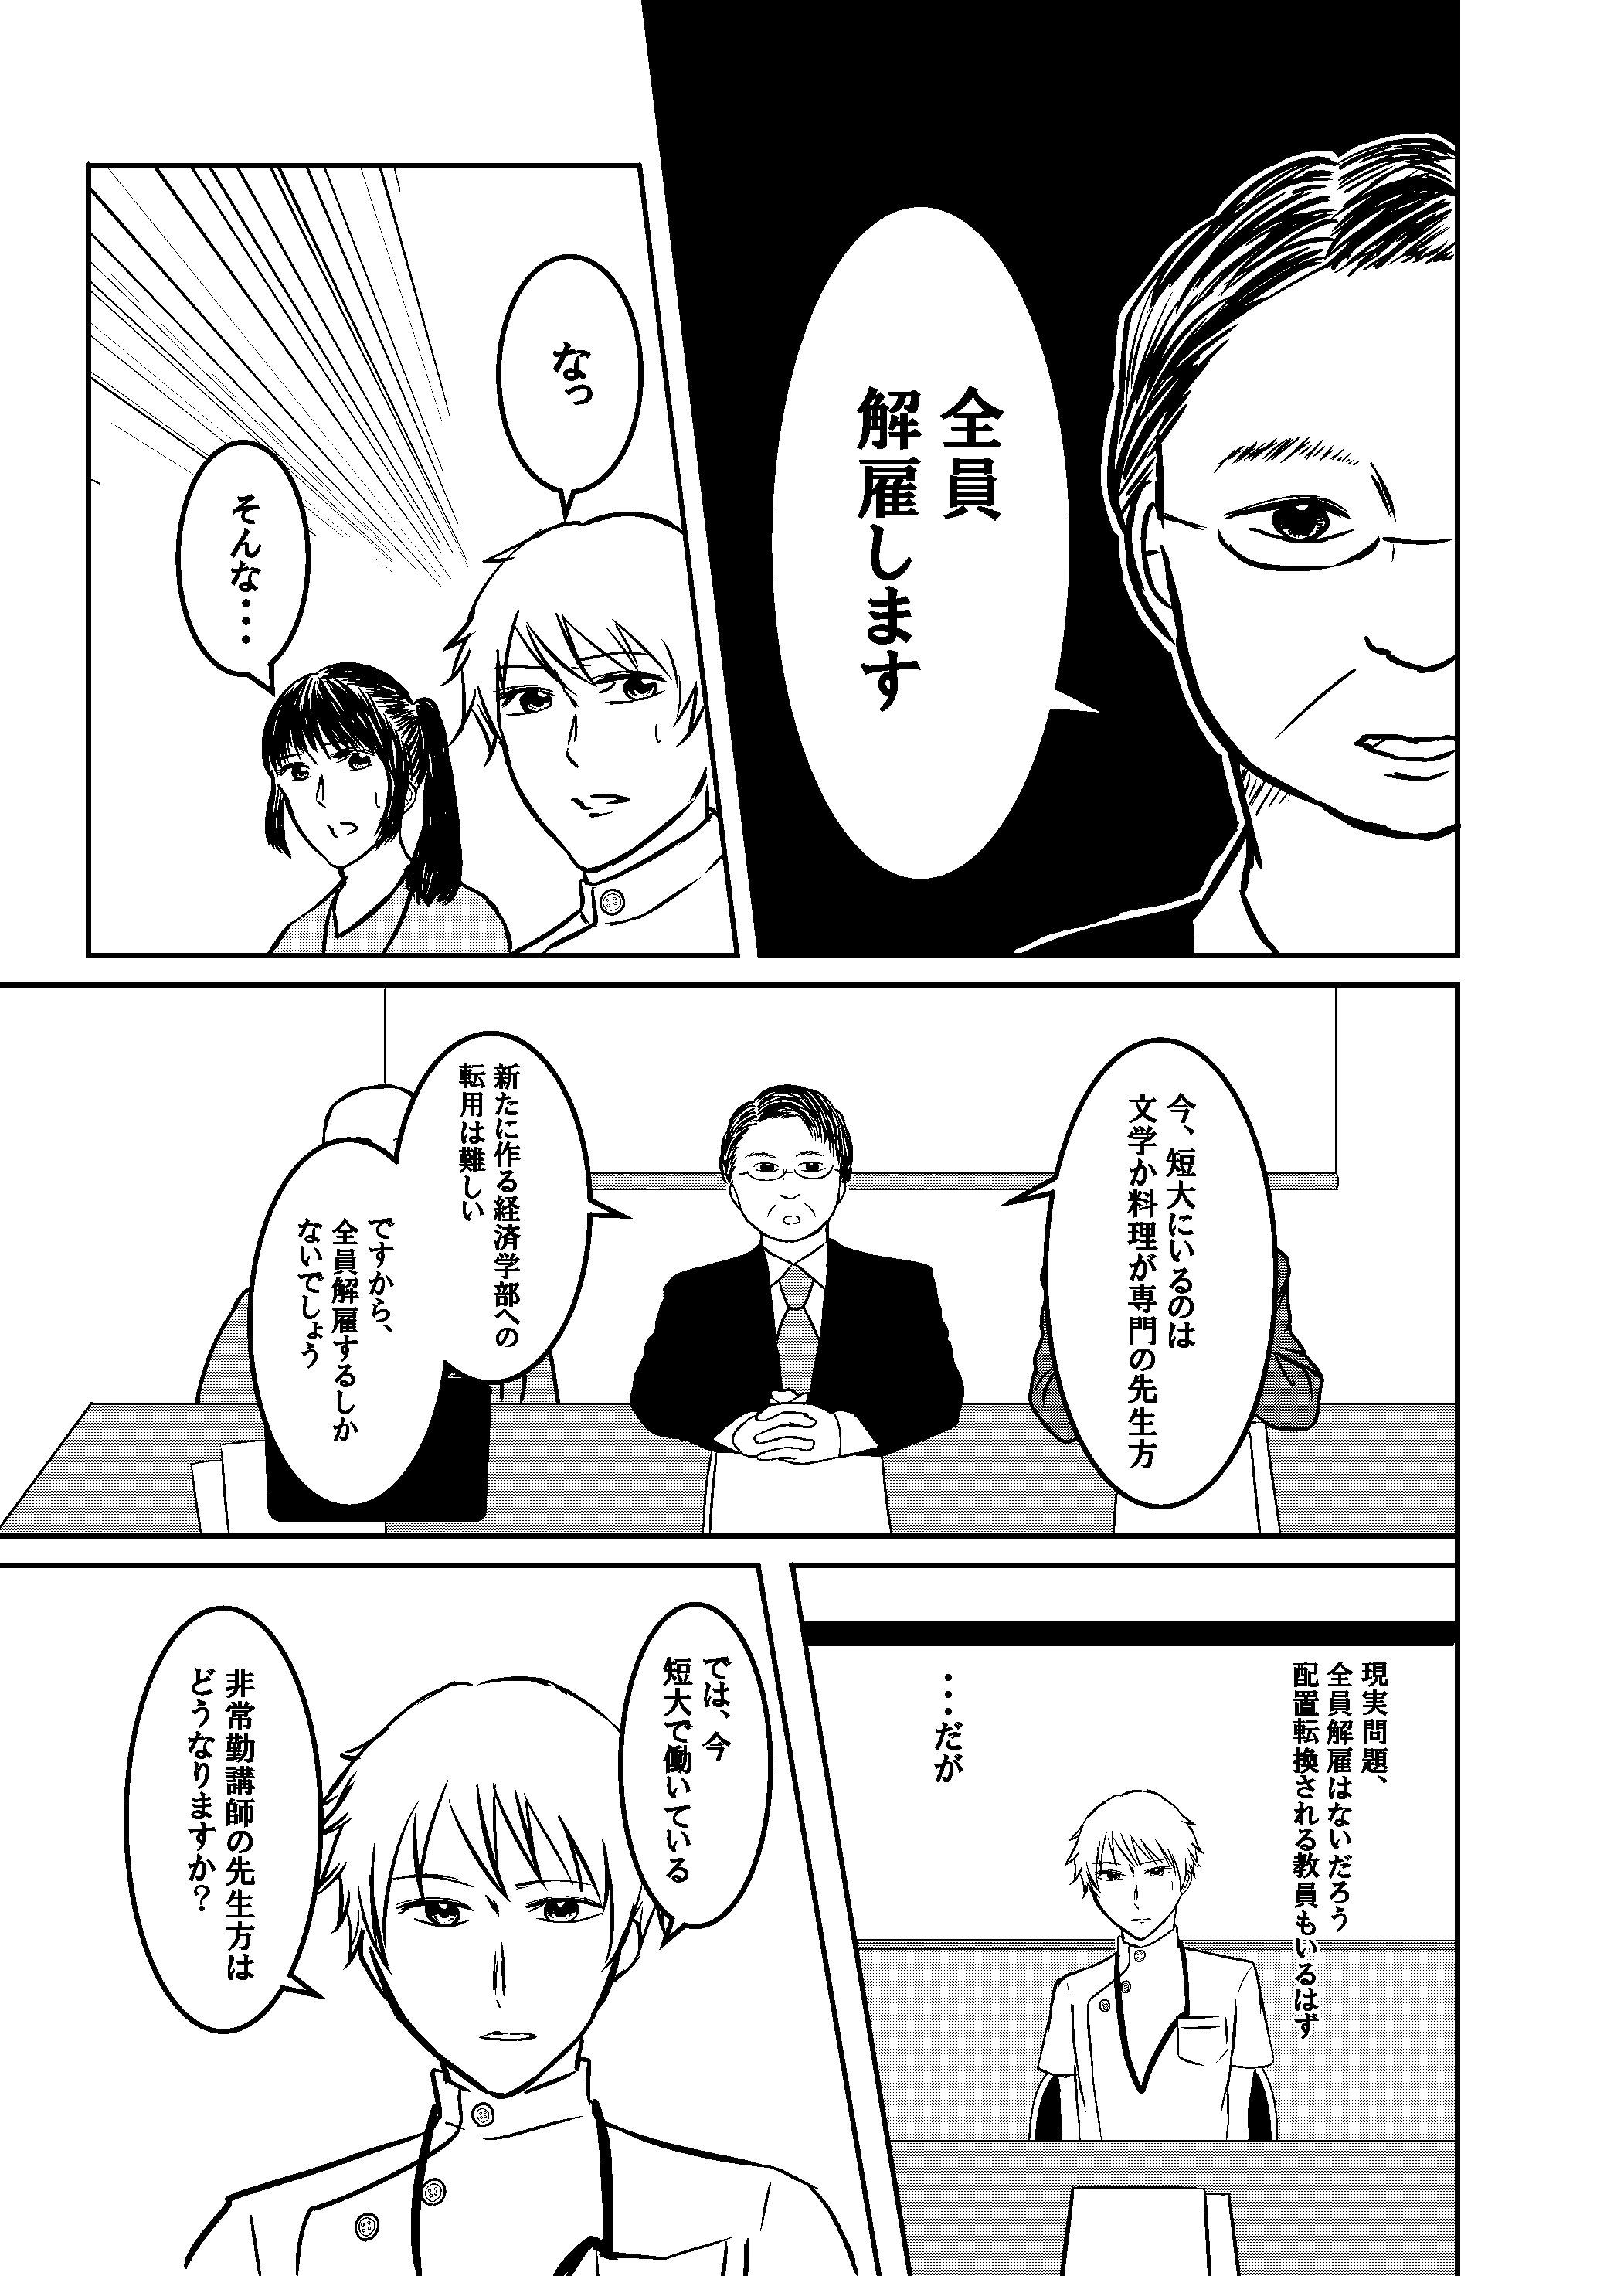 全員
解雇します
なっ
そんな・・・
今、短大にいるのは
文学か料理が専門の先生方
新たに作る経済学部への
転用は難しい
ですから、
全員解雇するしか
ないでしょう
現実問題、
全員解雇はないだろう
配置転換される教員もいるはず
・・・だが
では、今
短大で働いている
非常勤講師の先生方は
どうなりますか？